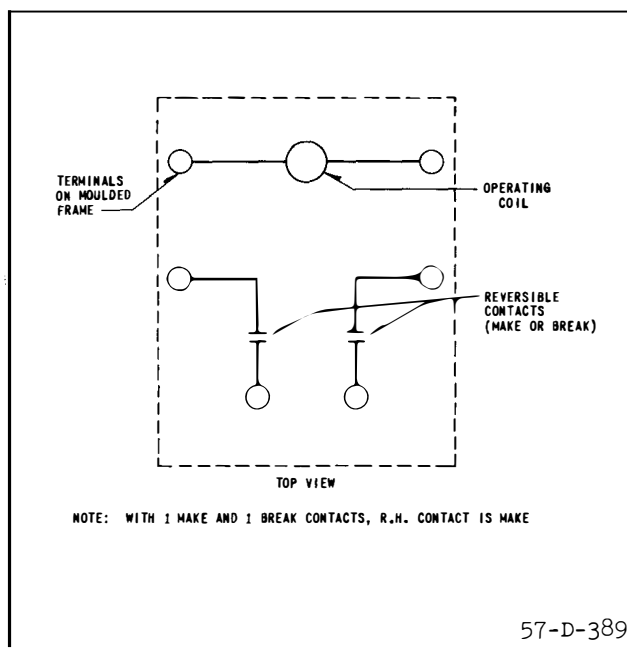 TERMINALS
ON MOULDED
FRAME
OPERATING
COIL
REVERSIBLE
CONTACTS
(MAKE OR BREAK)
TOP VIEW
NOTE: WITH 1 MAKE AND 1 BREAK CONTACTS, R.H. CONTACT IS MAKE
57-D-389